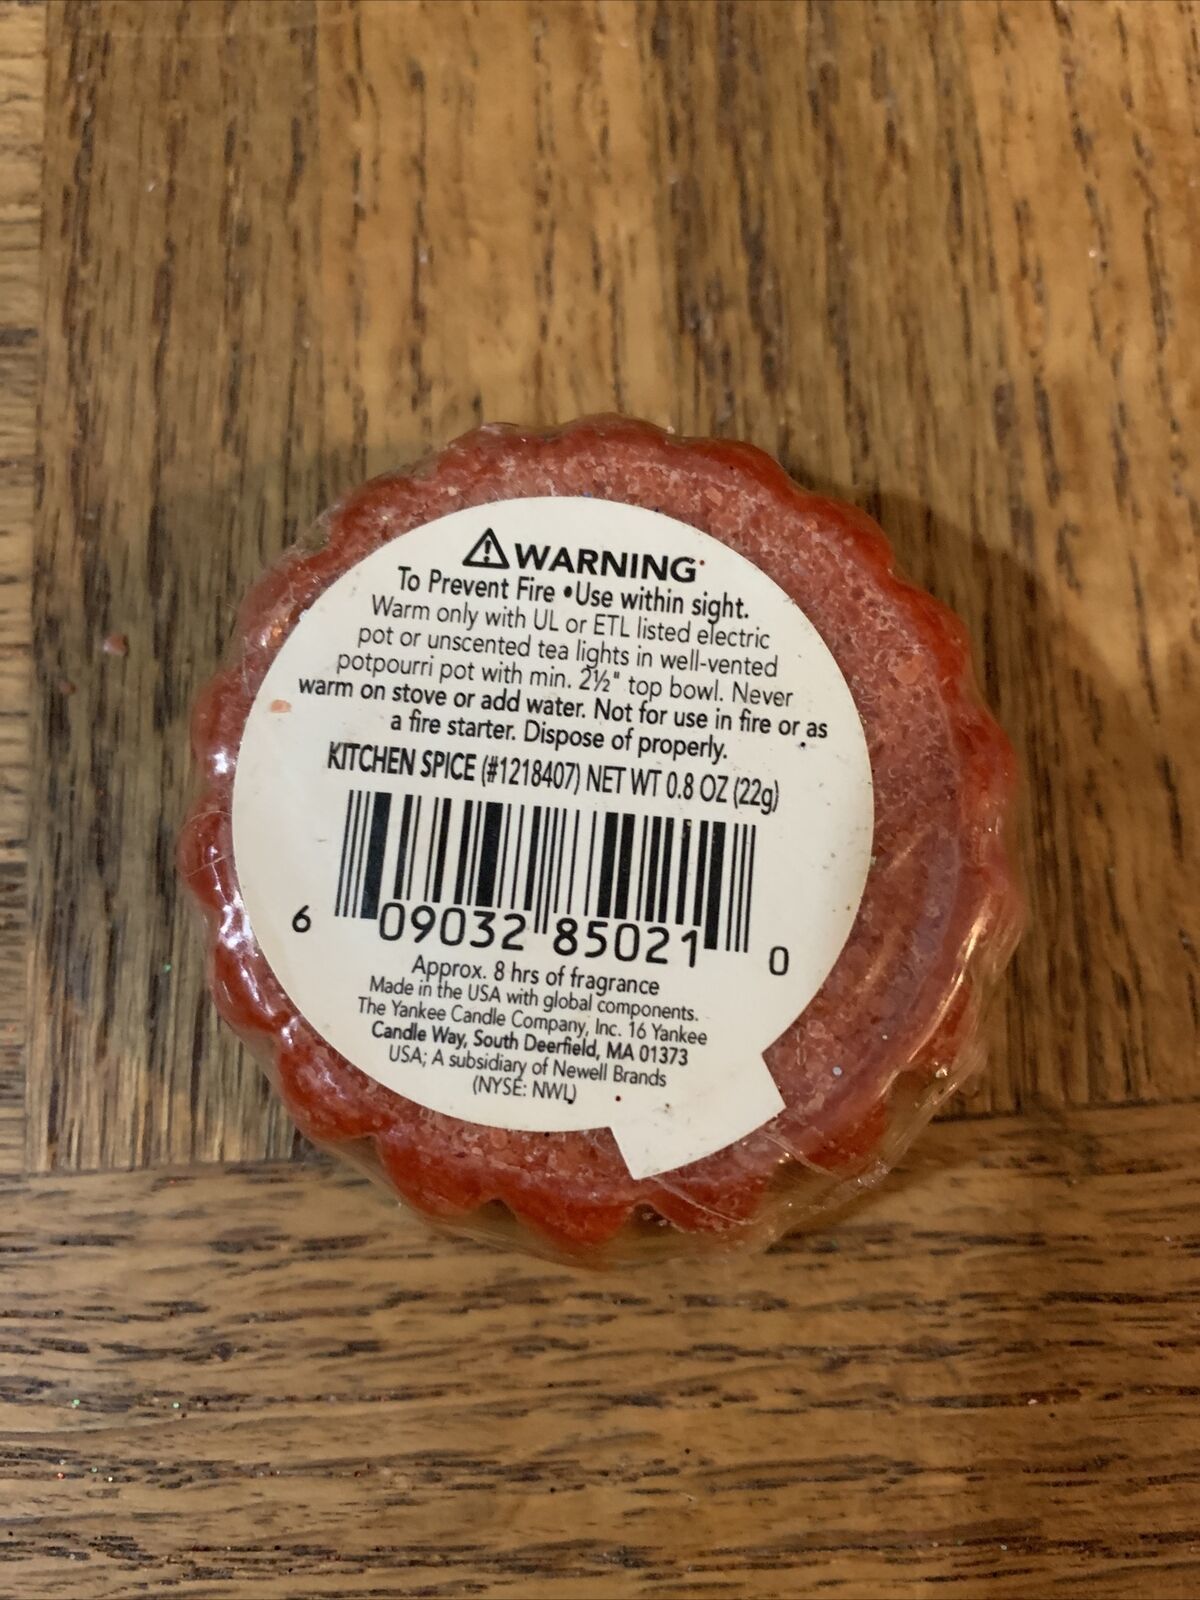 ⚠WARNING
To Prevent Fire •Use within sight.
Warm only with UL or ETL listed electric
pot or unscented tea lights in well-vented
potpourri pot with min. 2½" top bowl. Never
warm on stove or add water. Not for use in fire or as
a fire starter. Dispose of properly.
KITCHEN SPICE (#1218407) NET WT 0.8 OZ (22g)
6 09032 85021 0
Approx. 8 hrs of fragrance
Made in the USA with global components.
The Yankee Candle Company, Inc. 16 Yankee
Candle Way, South Deerfield, MA 01373
USA; A subsidiary of Newell Brands
(NYSE: NWL)